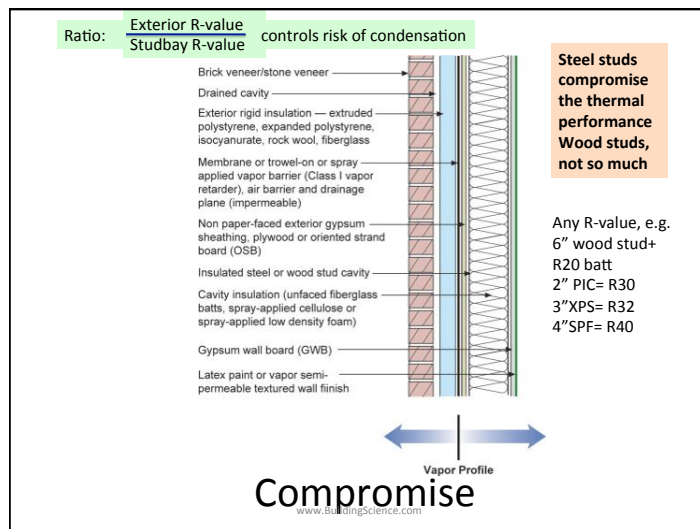 Ratio: Exterior R-value
Studbay R-value controls risk of condensation
Brick veneer/stone veneer
Drained cavity
Exterior rigid insulation — extruded
polystyrene, expanded polystyrene,
isocyanurate, rock wool, fiberglass
Membrane or trowel-on or spray
applied vapor barrier (Class I vapor
retarder), air barrier and drainage
plane (impermeable)
Non paper-faced exterior gypsum
sheathing, plywood or oriented strand
board (OSB)
Insulated steel or wood stud cavity
Cavity insulation (unfaced fiberglass
batts, spray-applied cellulose or
spray-applied low density foam)
Gypsum wall board (GWB)
Latex paint or vapor semi-
permeable textured wall fiinish
Vapor Profile
Steel studs
compromise
the thermal
performance
Wood studs,
not so much
Any R-value, e.g.
6” wood stud+
R20 batt
2” PIC= R30
3”XPS= R32
4”SPF= R40
Compromise
www.BuildingScience.com